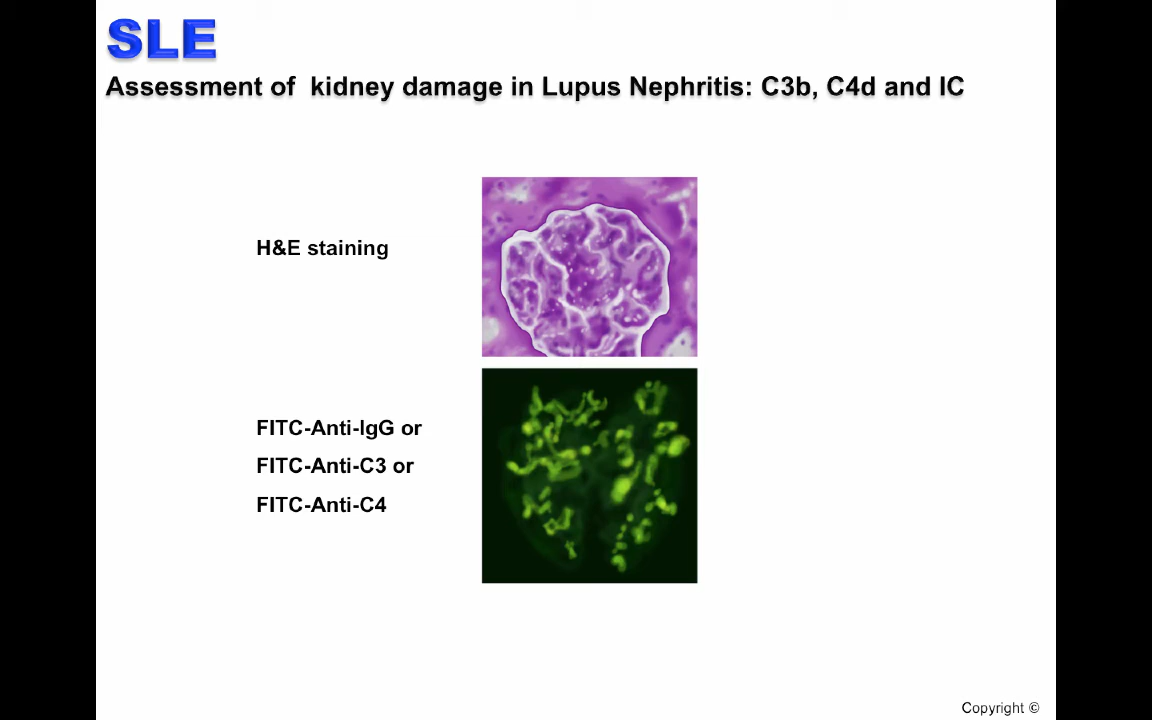 SLE
Assessment of kidney damage in Lupus Nephritis: C3b, C4d and IC
H&E staining
FITC-Anti-IgG or
FITC-Anti-C3 or
FITC-Anti-C4
Copyright ©